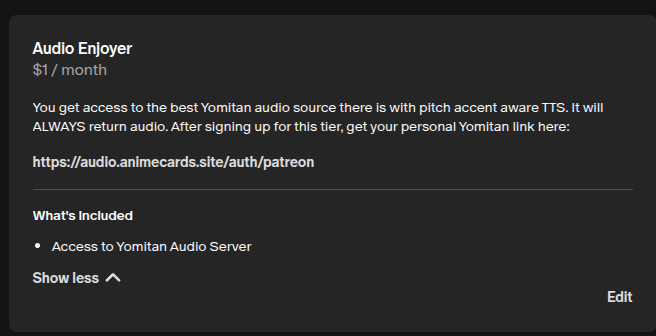 Audio Enjoyer
$1 / month
You get access to the best Yomitan audio source there is with pitch accent aware TTS. It will
ALWAYS return audio. After signing up for this tier, get your personal Yomitan link here:
https://audio.animecards.site/auth/patreon
What's Included
• Access to Yomitan Audio Server
Show less
Edit